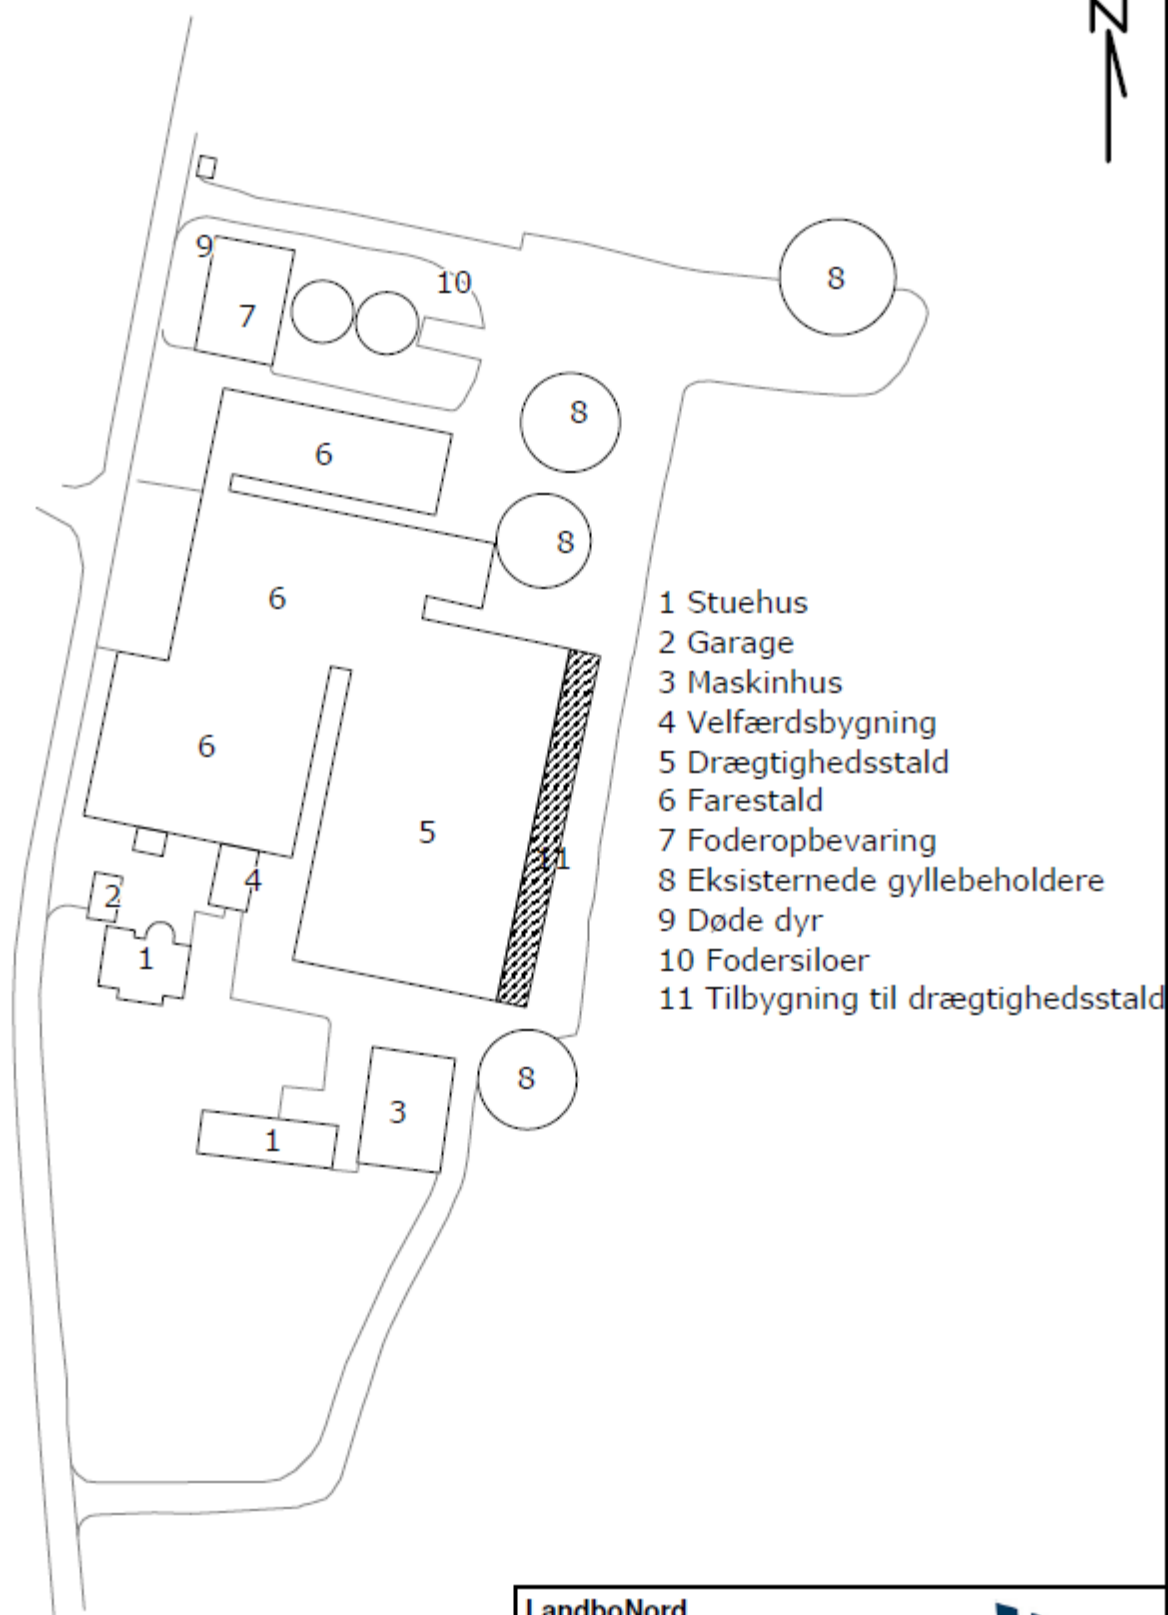 N
9
10
7
8
8
6
8
6
6
5
11
2
4
1
8
3
1
1 Stuehus
2 Garage
3 Maskinhus
4 Velfærdsbygning
5 Drægtighedsstald
6 Farestald
7 Foderopbevaring
8 Eksisternede gyllebeholdere
9 Døde dyr
10 Fodersiloer
11 Tilbygning til drægtighedsstald
LandboNord